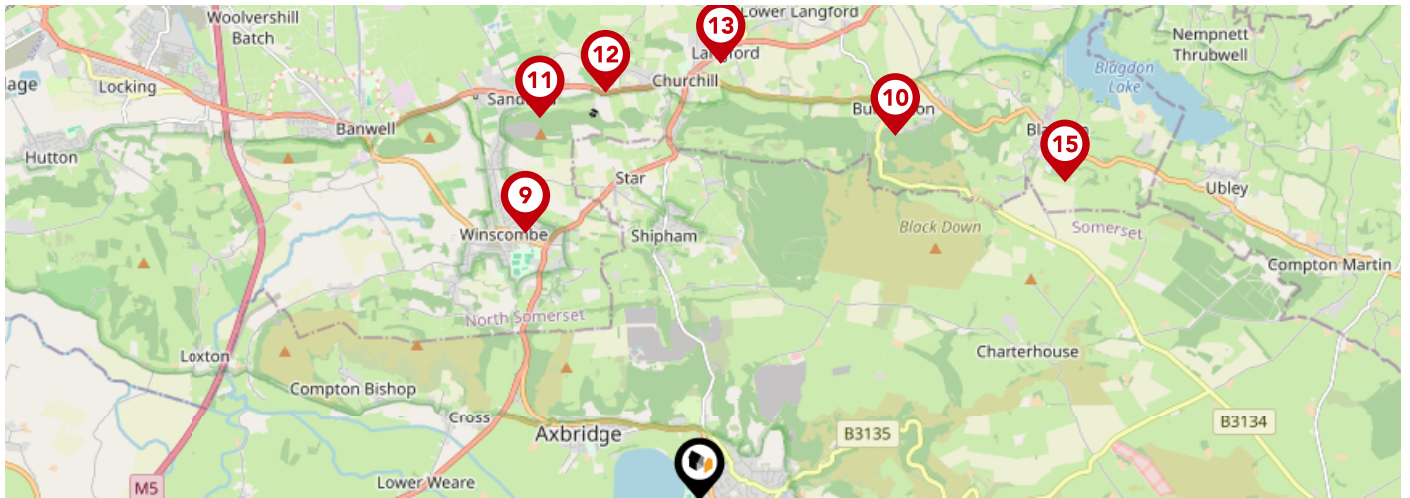 Woolvershill
Batch
13
Lower Langford
Nempnett
Thrubwell
12
Langford
Blagdon
Lake
Locking
11
Churchill
10
Banwell
15
Hutton
Star
Ubley
9
Winscombe
Shipham
Black Down
Somerset
Compton Martin
North Somerset
Loxton
Charterhouse
Compton Bishop
Cross
Axbridge
B3135
B3134
M5
Lower Weare